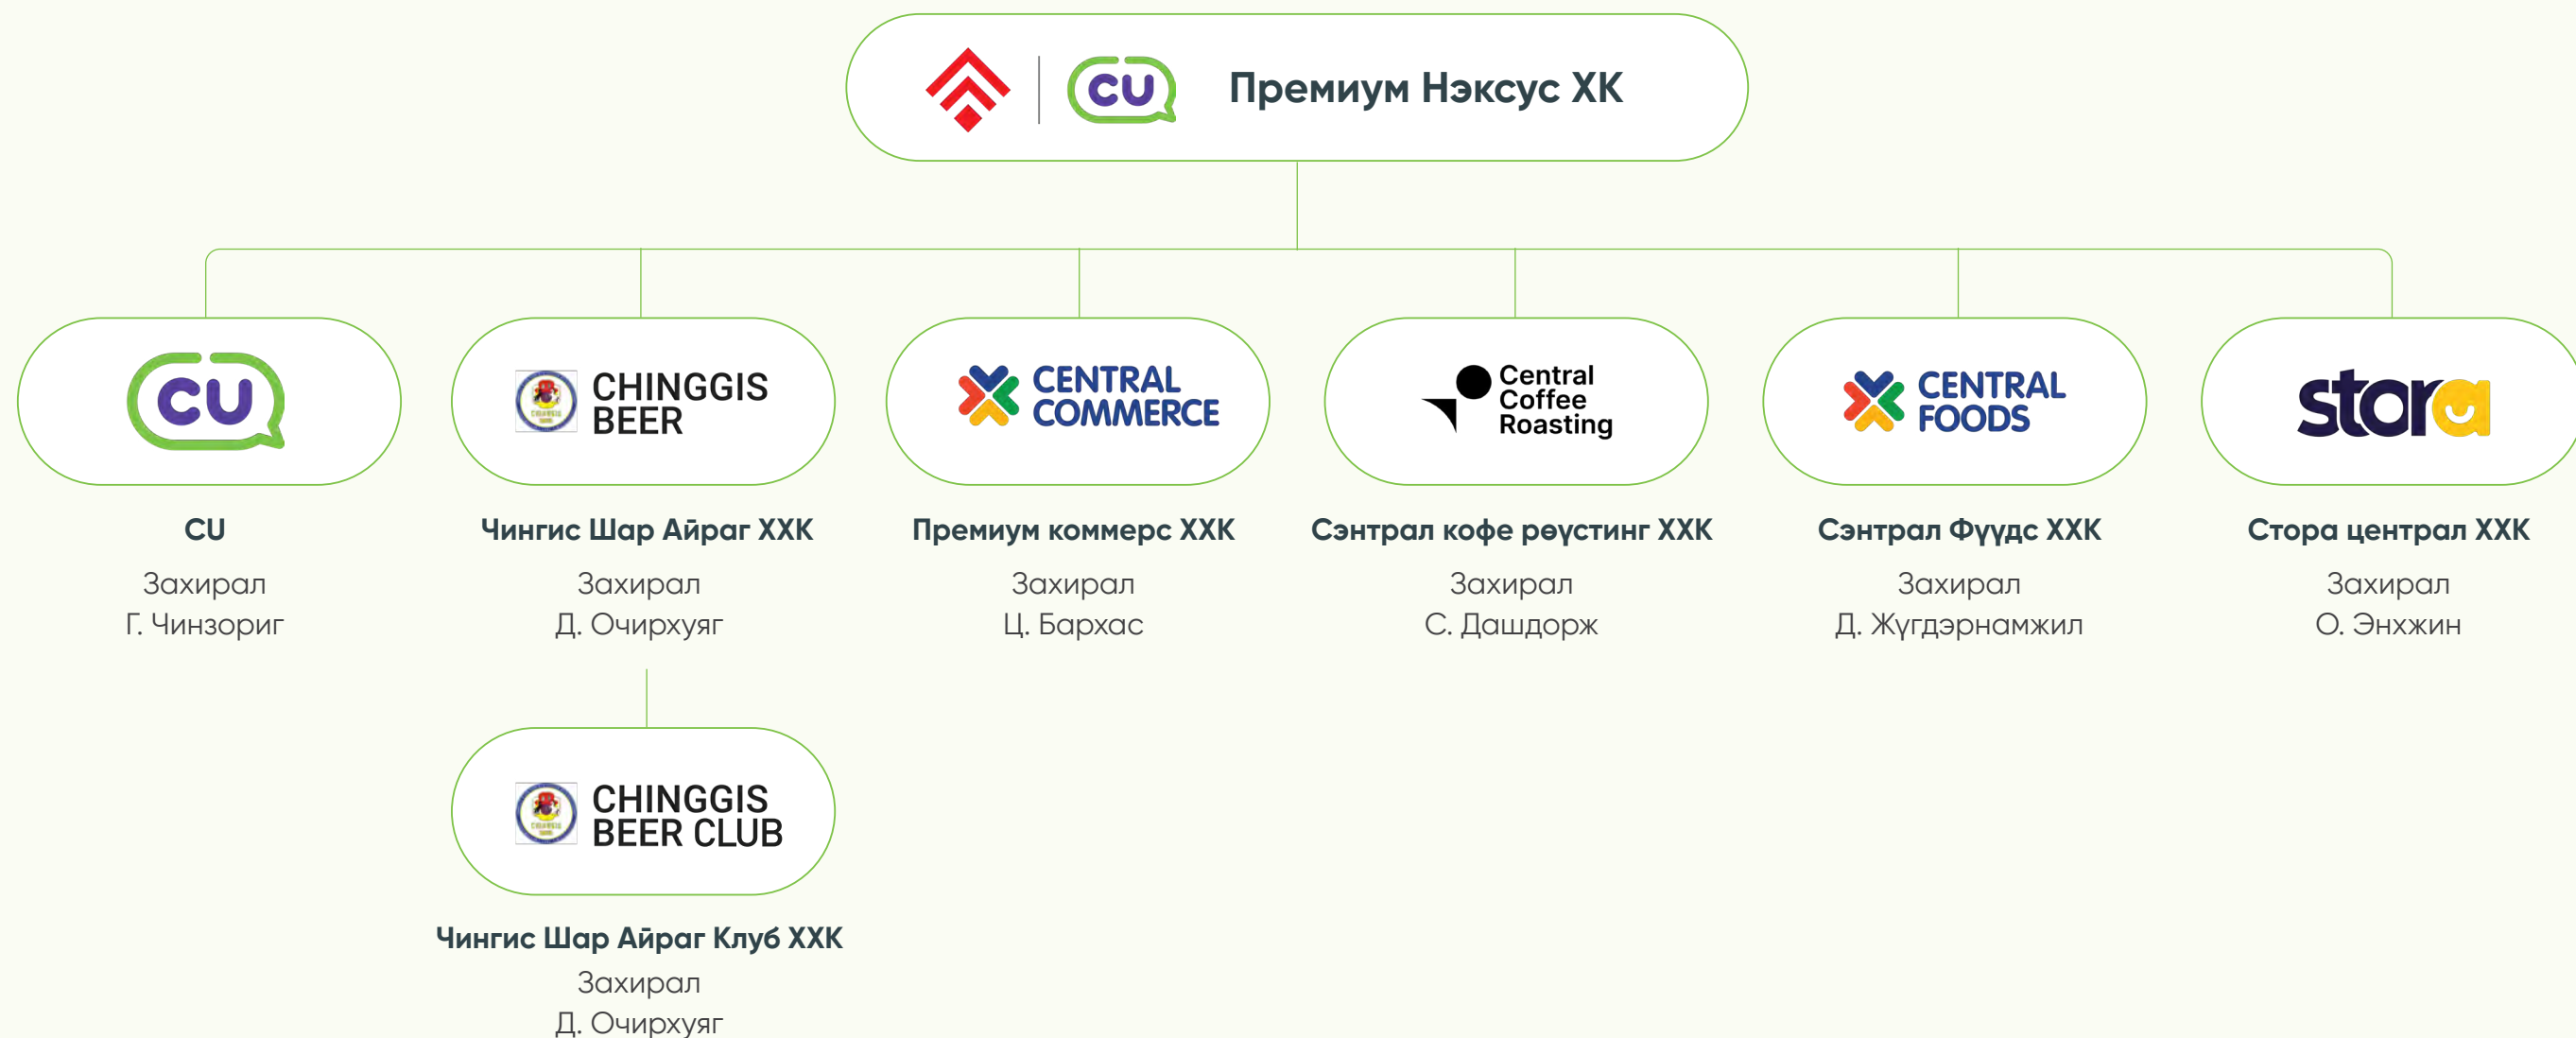 CU Премиум Нэксус ХК
CU
CHINGGIS
BEER
CENTRAL
COMMERCE
Central
Coffee
Roasting
CENTRAL
FOODS
stora
CU
Захирал
Г. Чинзориг
Чингис Шар Айраг ХХК
Захирал
Д. Очирхуяг
Премиум коммерс ХХК
Захирал
Ц. Бархас
Сэнтрал кофе рөүстинг ХХК
Захирал
С. Дашдорж
Сэнтрал Фүүдс ХХК
Захирал
Д. Жүгдэрнамжил
Стора централ ХХК
Захирал
О. Энхжин
CHINGGIS
BEER CLUB
Чингис Шар Айраг Клуб ХХК
Захирал
Д. Очирхуяг